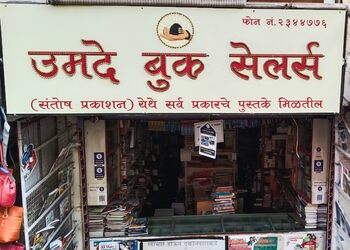 फोन नं.२३४४७७६
उमदे बुक सेलर्स
(संतोष प्रकाशन) येथे सर्व प्रकारचे पुस्तके मिळतील